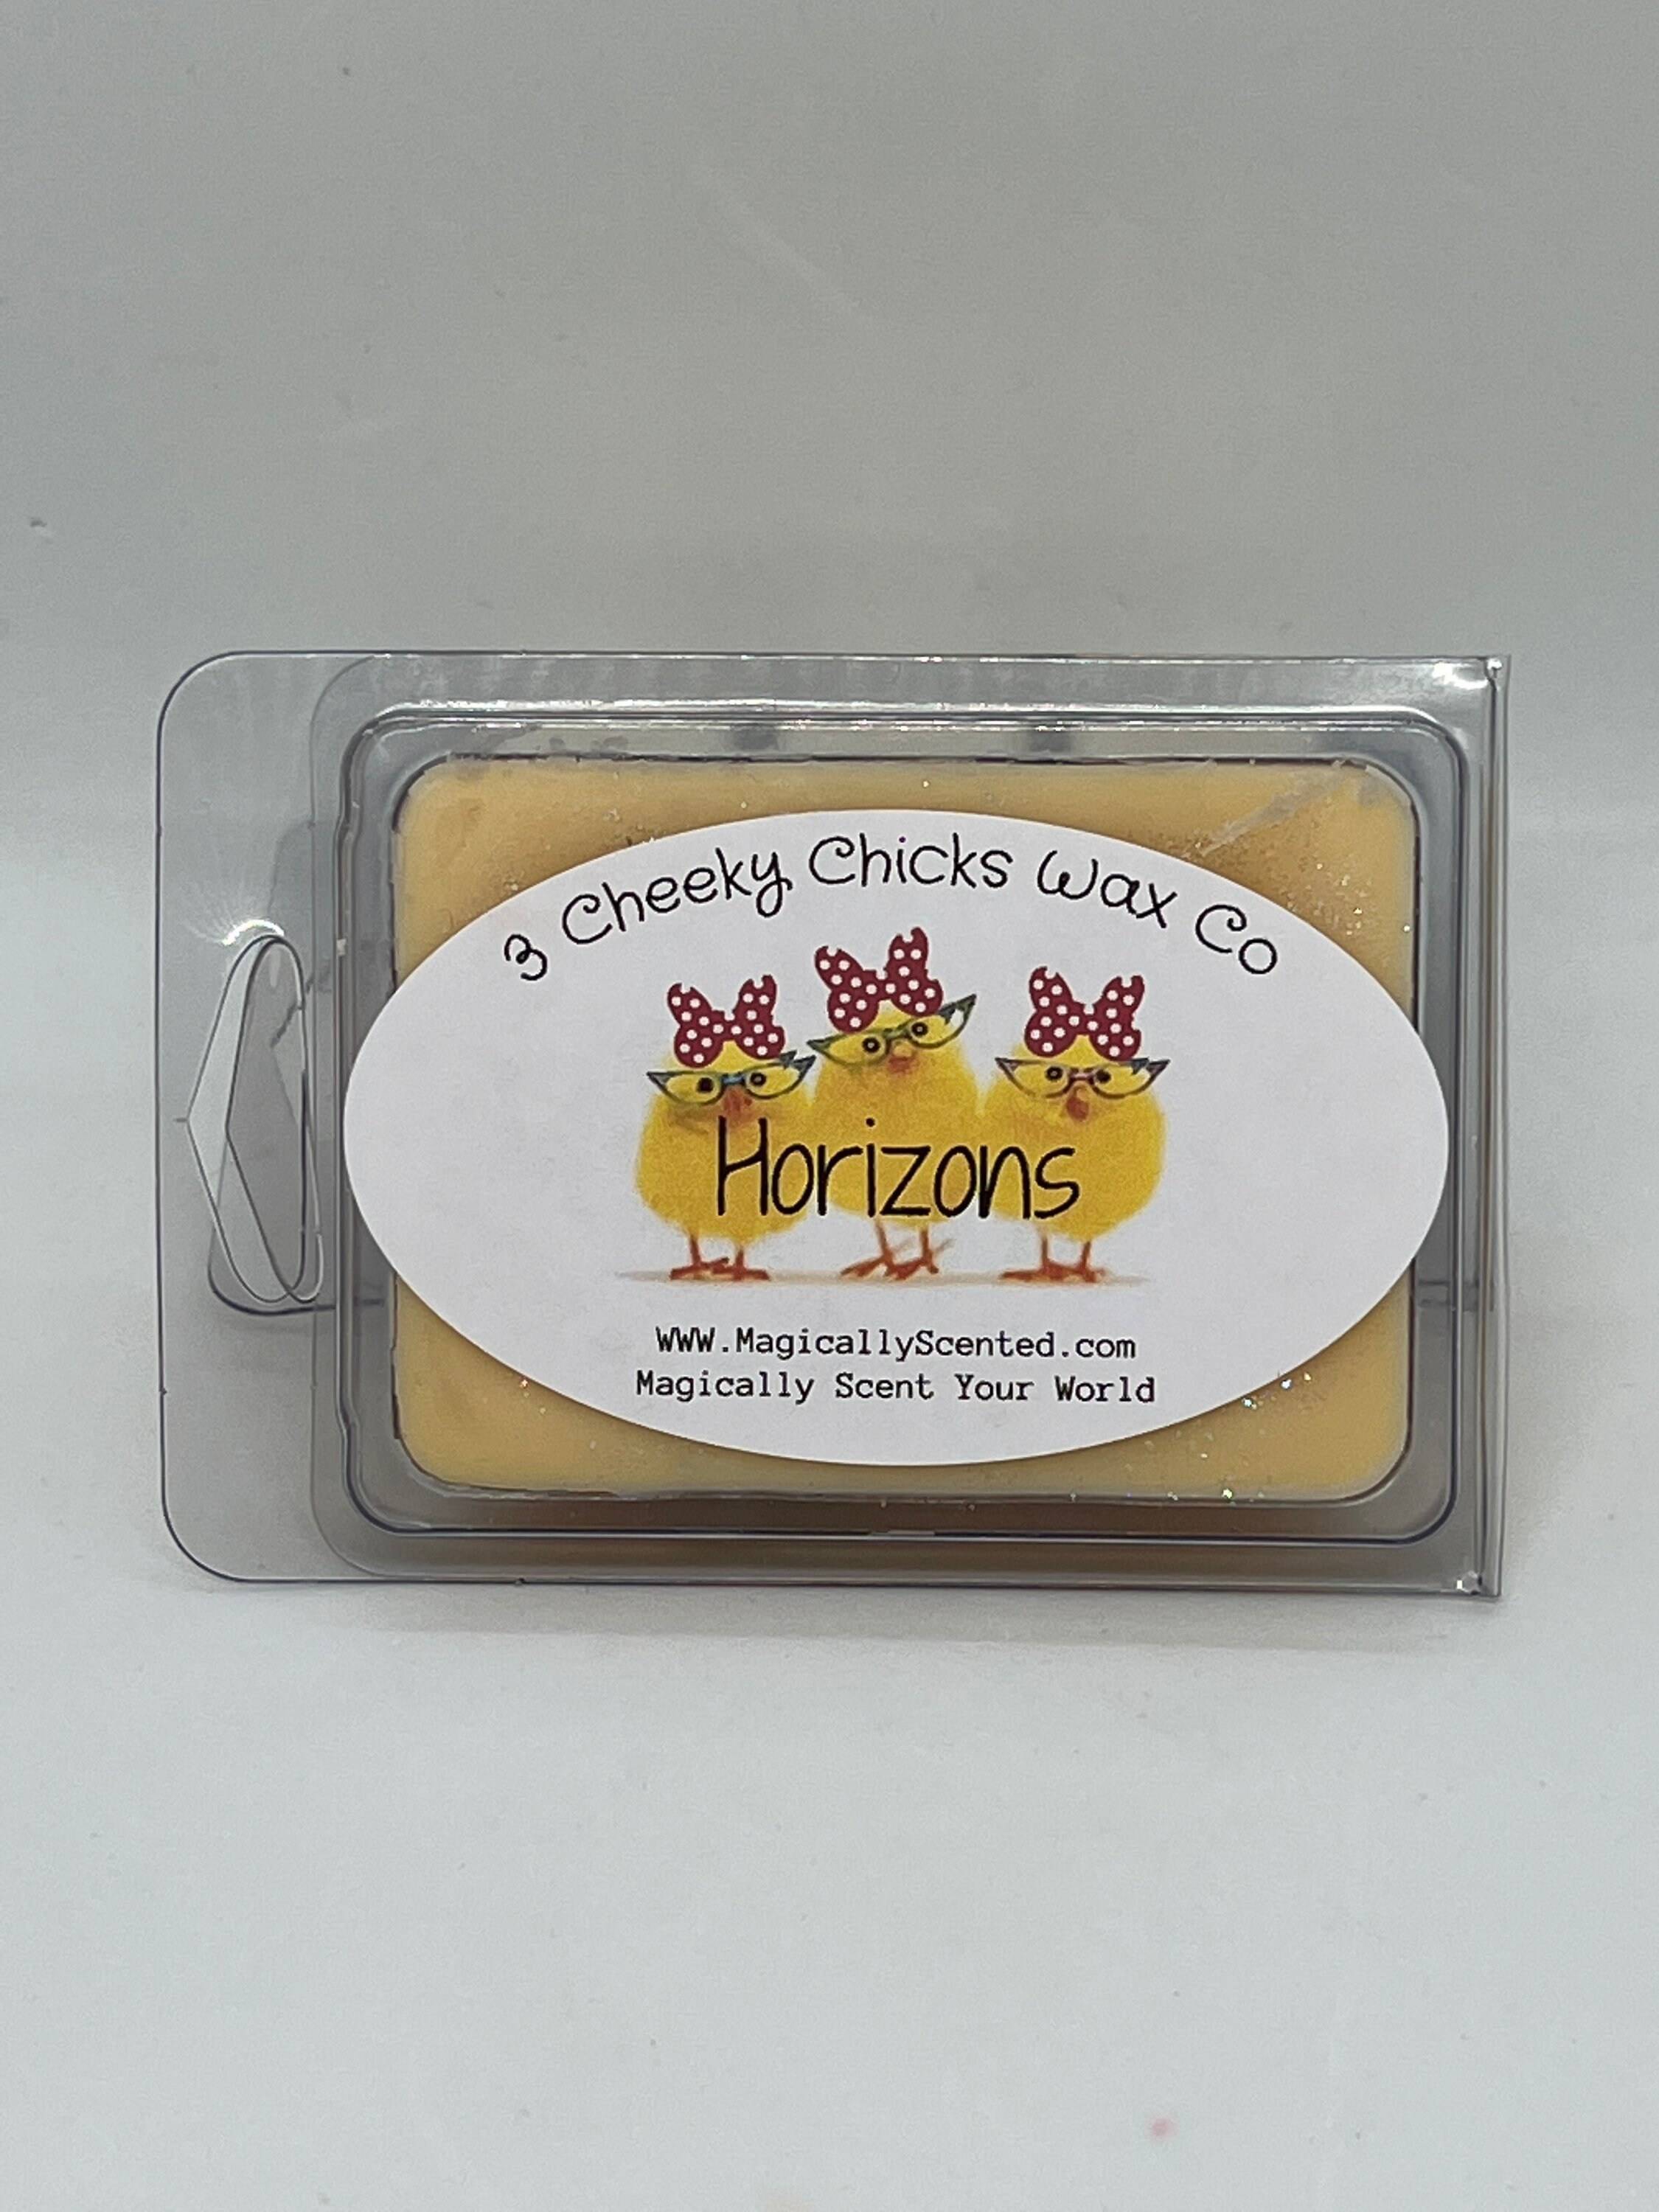 3 Cheeky Chicks Wax Co
Horizons
WWW.MagicallyScented.com
Magically Scent Your World